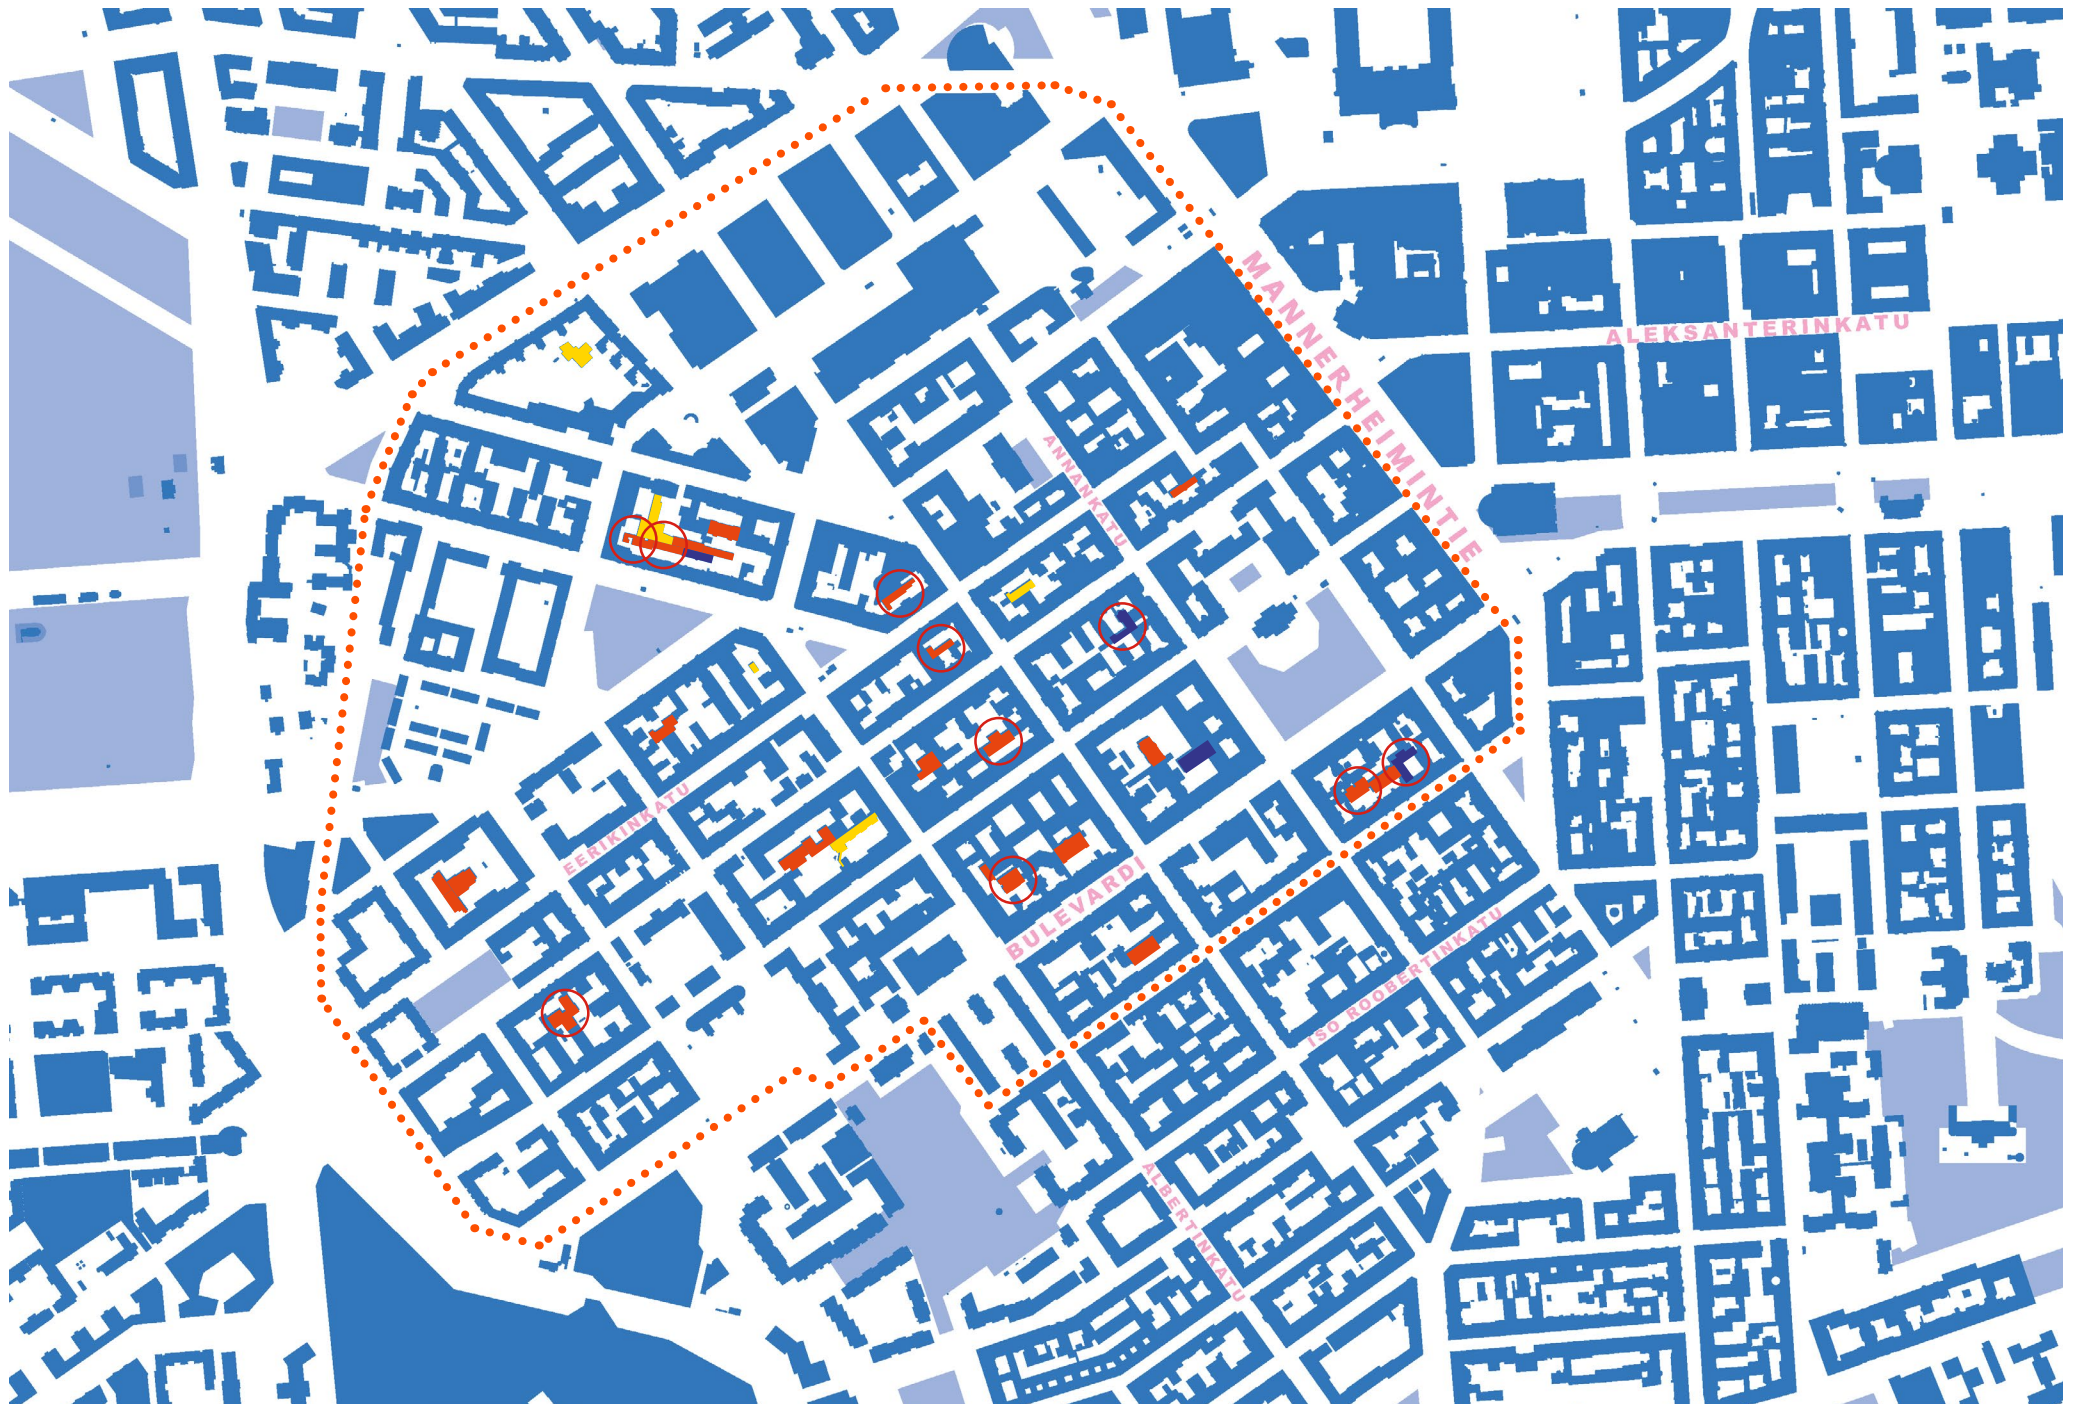 MANNERHEIMINTIE
ALEKSANTERINKATU
ANNANKATU
EERIKINKATU
BULEVARDI
ISO ROOBERTINKATU
ALBERTINKATU